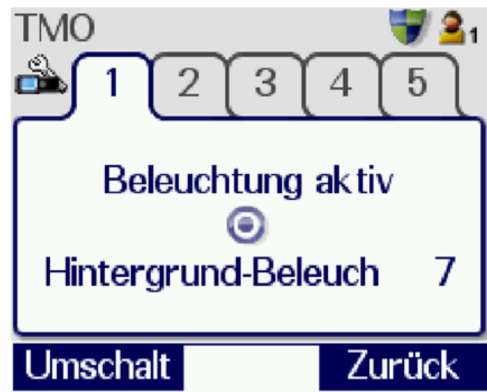 TMO
1
1 2 3 4 5
Beleuchtung aktiv
Hintergrund-Beleuch 7
Umschalt Zurück